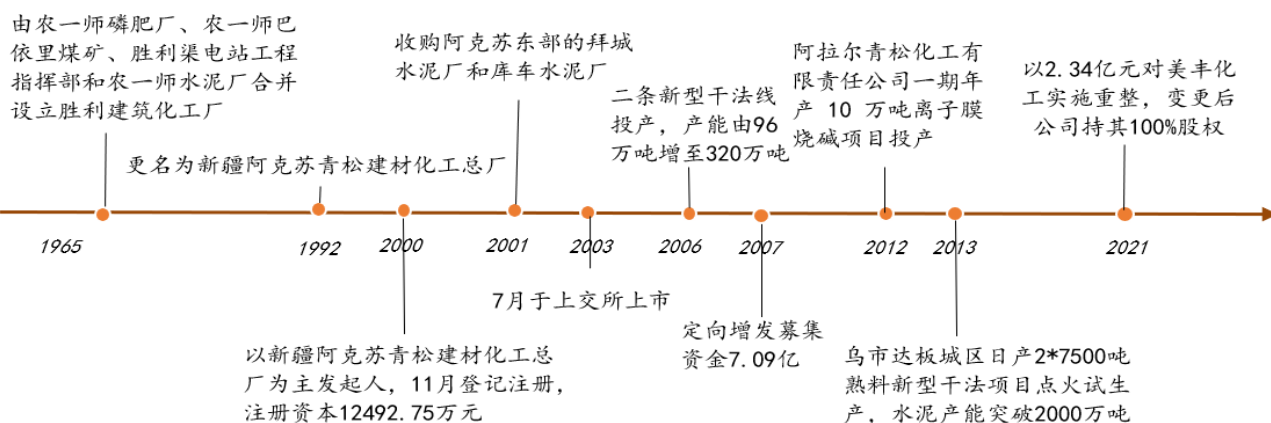 由农一师磷肥厂、农一师巴
依里煤矿、胜利渠电站工程
指挥部和农一师水泥厂合并
设立胜利建筑化工厂
更名为新疆阿克苏青松建材化工总厂
收购阿克苏东部的拜城
水泥厂和库车水泥厂
二条新型干法线
投产，产能由96
万吨增至320万吨
阿拉尔青松化工有
限责任公司一期年
产 10 万吨离子膜
烧碱项目投产
以2.34亿元对美丰化
工实施重整，变更后
公司持其100%股权
1965
1992
2000
2001
2003
2006
2007
2012
2013
2021
以新疆阿克苏青松建材化工总
厂为主发起人，11月登记注册，
注册资本12492.75万元
7月于上交所上市
定向增发募集
资金7.09亿
乌市达板城区日产2*7500吨
熟料新型干法项目点火试生
产，水泥产能突破2000万吨